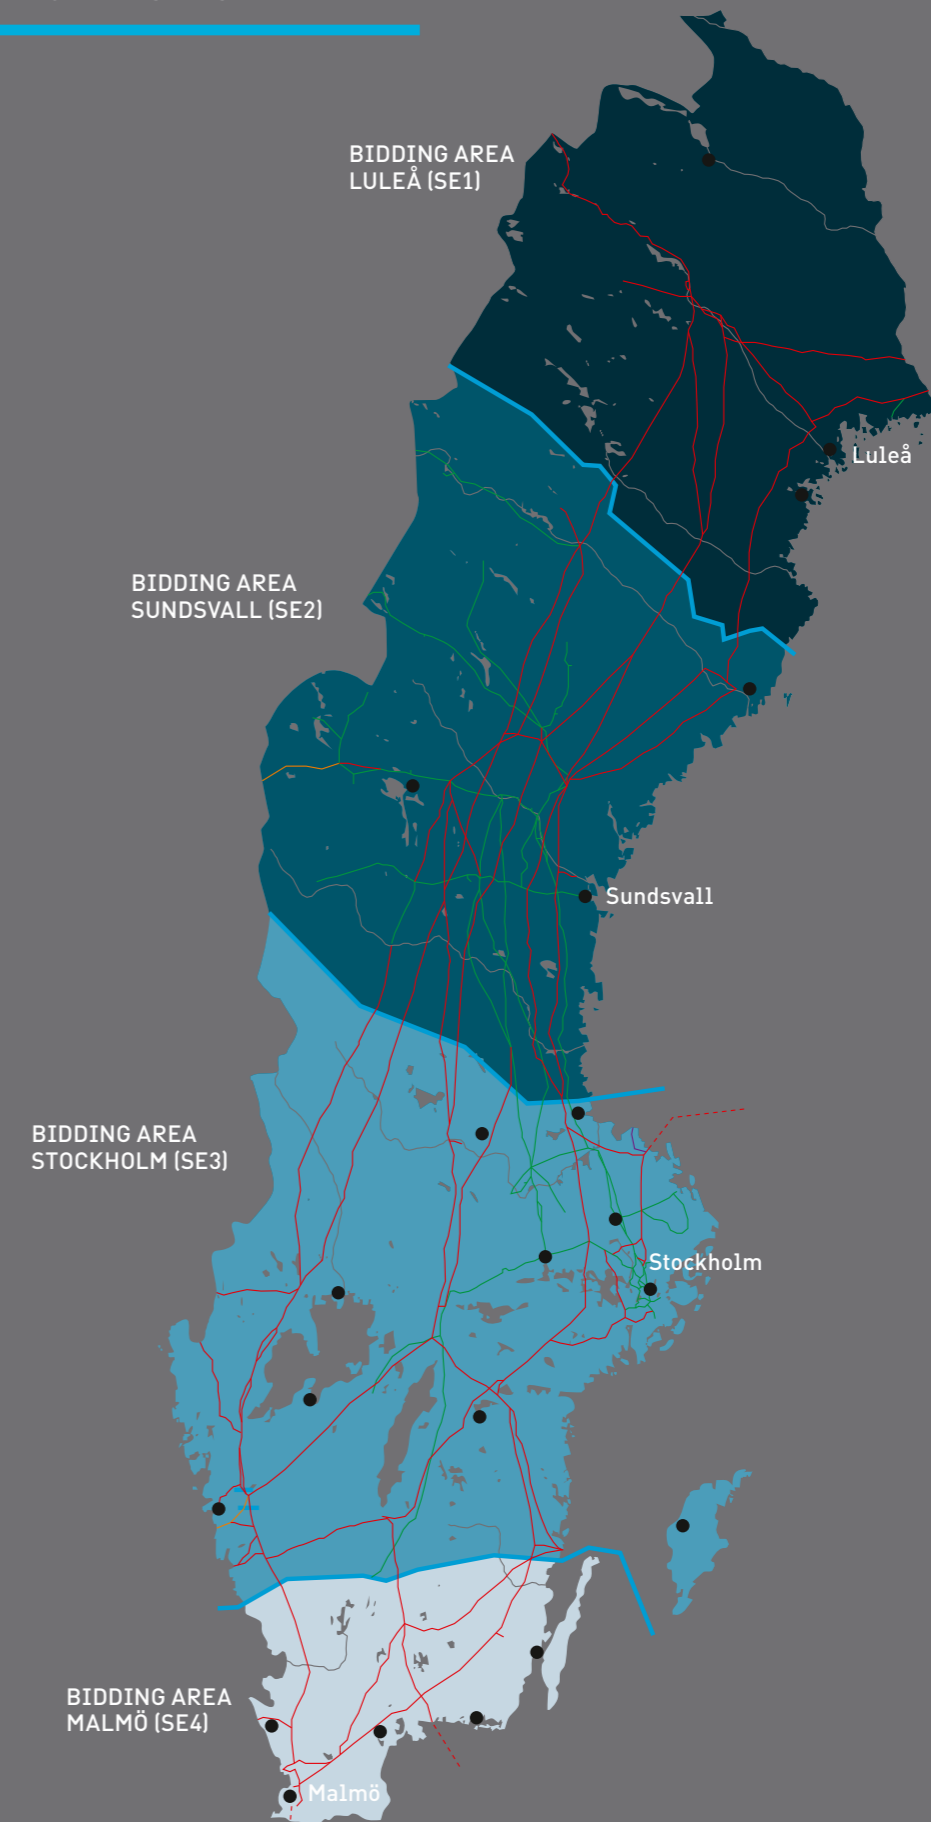 BIDDING AREA
LULEÅ (SE1)
Luleå
BIDDING AREA
SUNDSVALL (SE2)
Sundsvall
BIDDING AREA
STOCKHOLM (SE3)
Stockholm
BIDDING AREA
MALMÖ (SE4)
Malmö